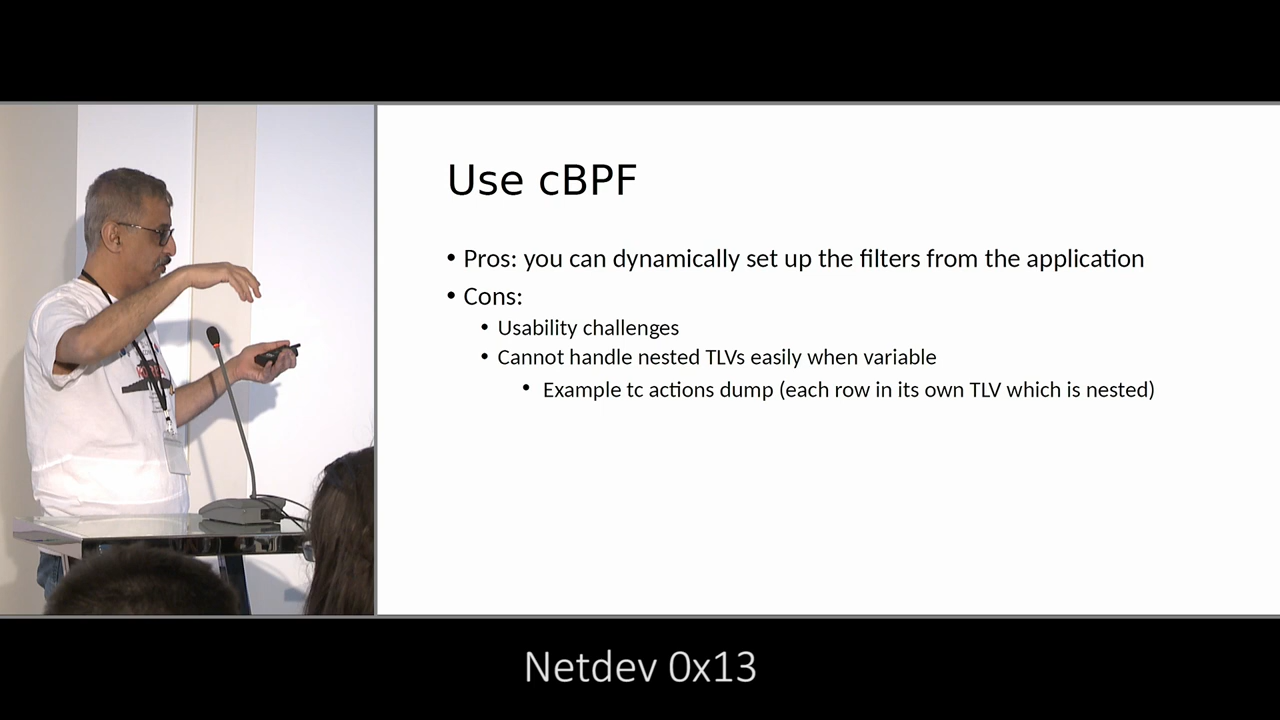 Use cBPF
• Pros: you can dynamically set up the filters from the application
• Cons:
• Usability challenges
• Cannot handle nested TLVs easily when variable
• Example tc actions dump (each row in its own TLV which is nested)
Netdev 0x13